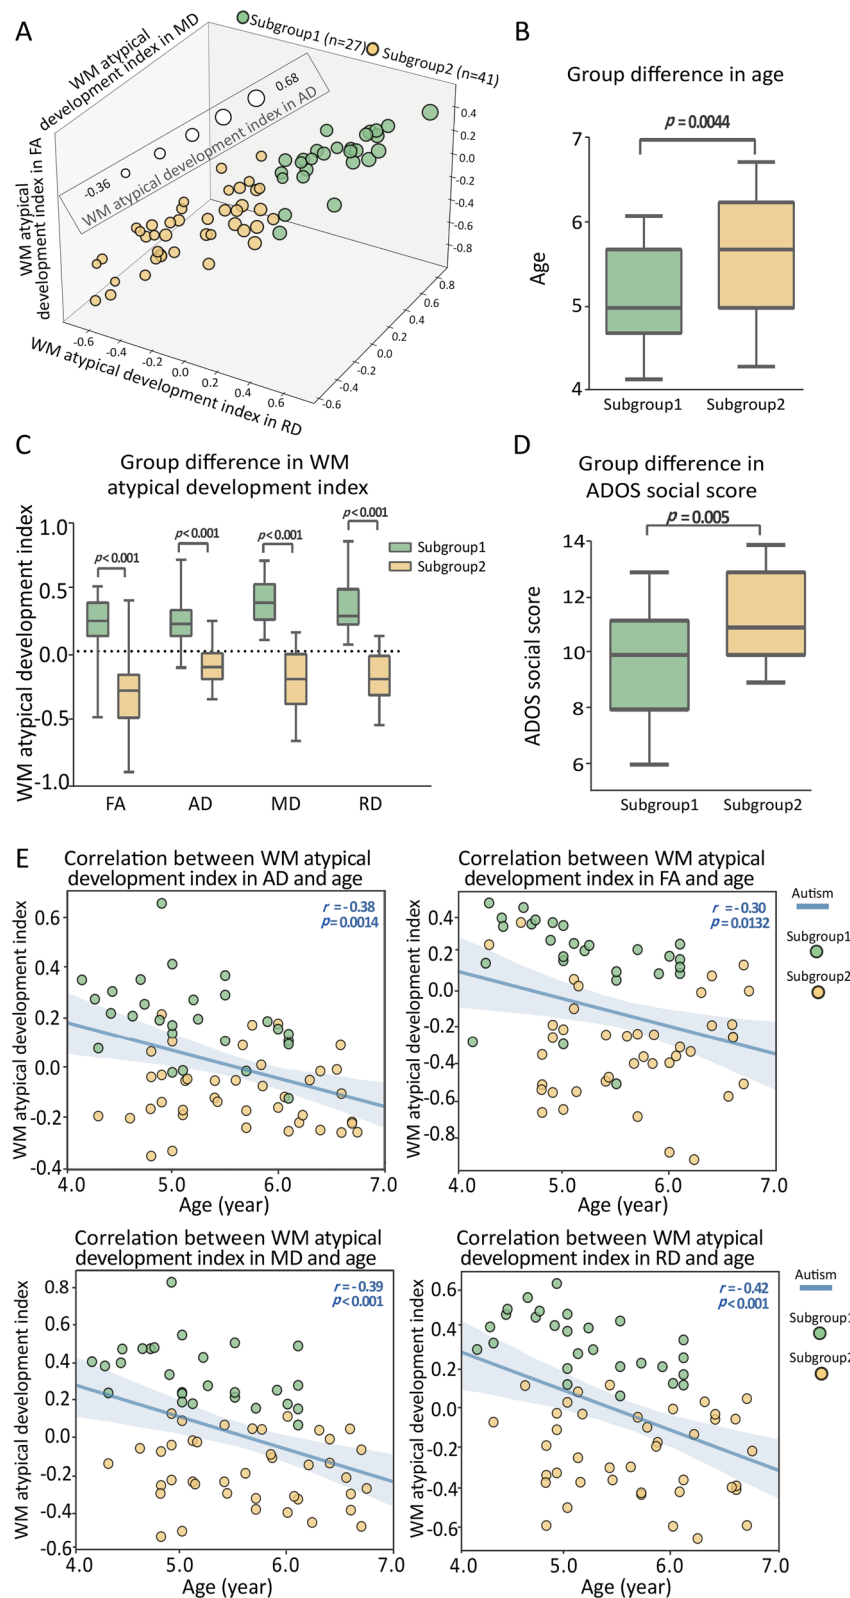 A
WM atypical
development index in MD
Subgroup1 (n=27)
Subgroup2 (n=41)
0.68
-0.36
WM atypical development index in AD
WM atypical
development index in FA
0.4
0.2
0.0
-0.2
-0.4
-0.6
-0.8
0.8
0.6
0.4
0.2
0.0
-0.2
-0.4
-0.6
-0.6
-0.4
-0.2
0.0
0.2
0.4
0.6
WM atypical development index in RD
B
Group difference in age
p = 0.0044
7
6
5
4
Age
Subgroup1
Subgroup2
C
Group difference in WM
atypical development index
WM atypical development index
1.0
0.5
0.0
-0.5
-1.0
p< 0.001
p< 0.001
p< 0.001
p< 0.001
Subgroup1
Subgroup2
FA
AD
MD
RD
D
Group difference in
ADOS social score
p = 0.005
14
12
10
8
6
ADOS social score
Subgroup1
Subgroup2
E
Correlation between WM atypical
development index in AD and age
r = - 0.38
p = 0.0014
WM atypical development index
0.6
0.4
0.2
0.0
-0.2
-0.4
4.0
5.0
6.0
7.0
Age (year)
Correlation between WM atypical
development index in FA and age
r = - 0.30
p = 0.0132
WM atypical development index
0.4
0.2
0.0
-0.2
-0.4
-0.6
-0.8
4.0
5.0
6.0
7.0
Age (year)
Autism
Subgroup1
Subgroup2
Correlation between WM atypical
development index in MD and age
r = - 0.39
p < 0.001
WM atypical development index
0.8
0.6
0.4
0.2
0.0
-0.2
-0.4
-0.6
4.0
5.0
6.0
7.0
Age (year)
Correlation between WM atypical
development index in RD and age
r = - 0.42
p < 0.001
WM atypical development index
0.6
0.4
0.2
0.0
-0.2
-0.4
-0.6
4.0
5.0
6.0
7.0
Age (year)
Autism
Subgroup1
Subgroup2